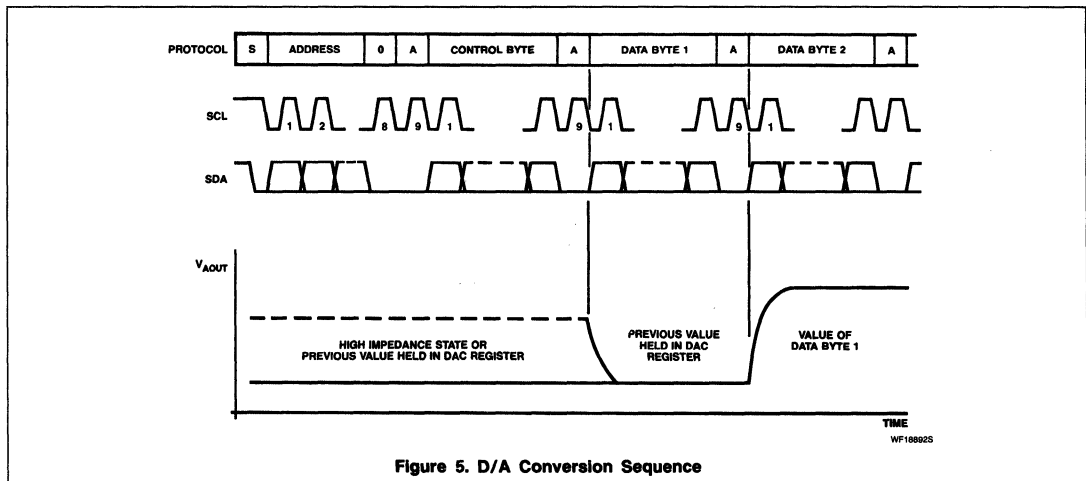 PROTOCOL S ADDRESS 0 A CONTROL BYTE A DATA BYTE 1 A DATA BYTE 2 A
SCL 1 2 8 9 1 9 1 9 1
SDA
VAOUT
HIGH IMPEDANCE STATE OR
PREVIOUS VALUE HELD IN DAC REGISTER
PREVIOUS VALUE
HELD IN DAC
REGISTER
VALUE OF
DATA BYTE 1
TIME
WF18892S
Figure 5. D/A Conversion Sequence